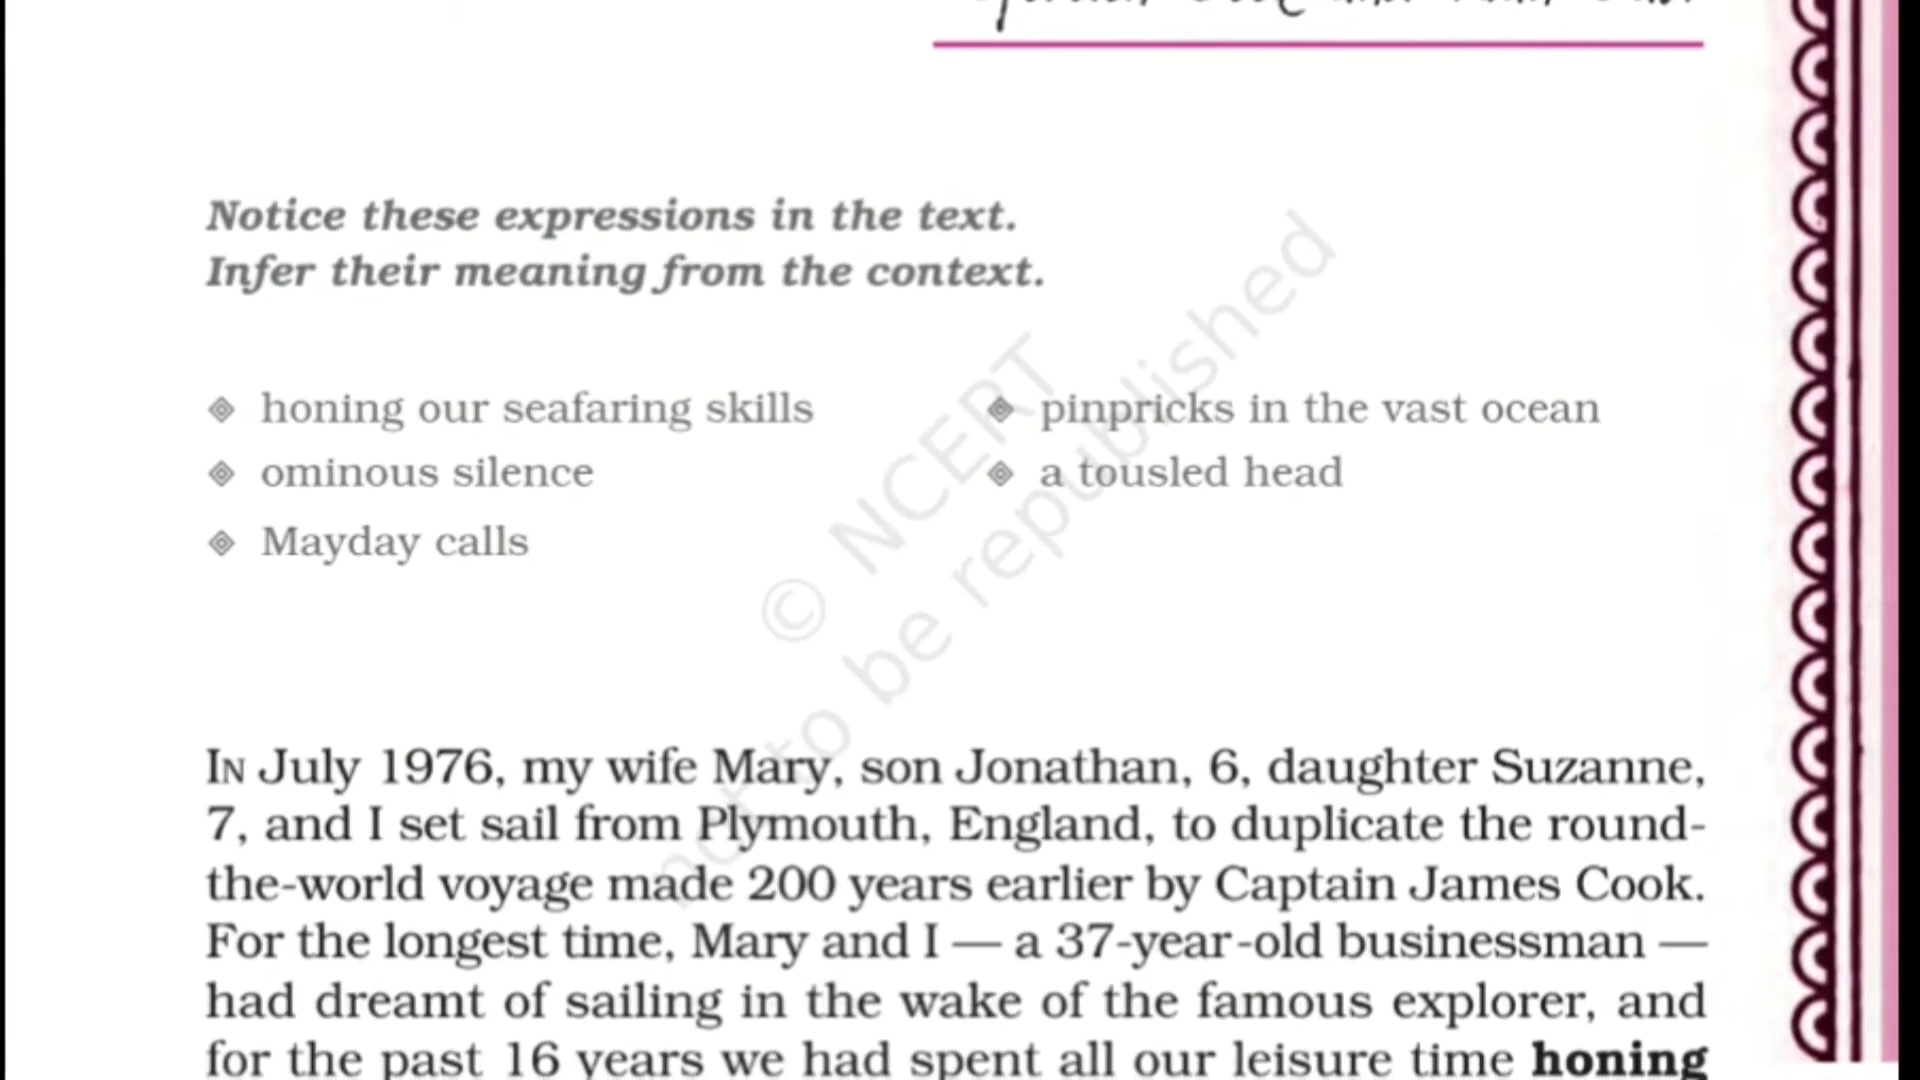 Notice these expressions in the text.
Infer their meaning from the context.
honing our seafaring skills
pinpricks in the vast ocean
ominous silence
a tousled head
Mayday calls
© NCERT
not to be republished
IN July 1976, my wife Mary, son Jonathan, 6, daughter Suzanne,
7, and I set sail from Plymouth, England, to duplicate the round-
the-world voyage made 200 years earlier by Captain James Cook.
For the longest time, Mary and I — a 37-year-old businessman —
had dreamt of sailing in the wake of the famous explorer, and
for the past 16 years we had spent all our leisure time honing